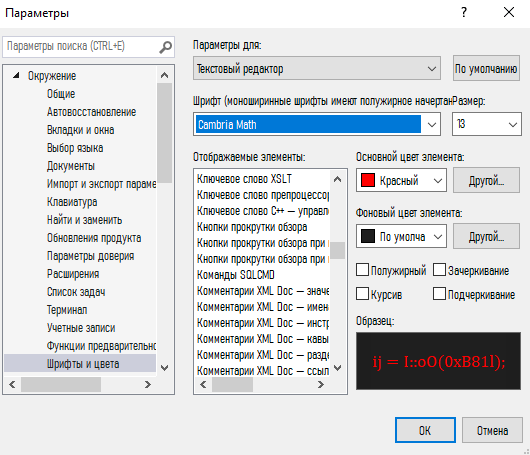 Параметры
?
Параметры поиска (CTRL+E)
Окружение
Общие
Автовосстановление
Вкладки и окна
Выбор языка
Документы
Импорт и экспорт параме
Клавиатура
Найти и заменить
Обновления продукта
Параметры доверия
Расширения
Список задач
Терминал
Учетные записи
Функции предварительно
Шрифты и цвета
Параметры для:
Текстовый редактор
По умолчанию
Шрифт (моноширинные шрифты имеют полужирное начертан
Размер:
Cambria Math
13
Отображаемые элементы:
Ключевое слово XSLT
Ключевое слово препроцессор
Ключевое слово C++ — управле
Кнопки прокрутки обзора
Кнопки прокрутки обзора при
Кнопки прокрутки обзора при
Команды SQLCMD
Комментарии XML Doc — значе
Комментарии XML Doc — имена
Комментарии XML Doc — инстр
Комментарии XML Doc — кавы
Комментарии XML Doc — разде
Комментарии XML Doc — ссыл
Основной цвет элемента:
Красный
Другой...
Фоновый цвет элемента:
По умолча
Другой...
Полужирный
Зачеркивание
Курсив
Подчеркивание
Образец:
ij = I::oO(0xB81l);
ОК
Отмена